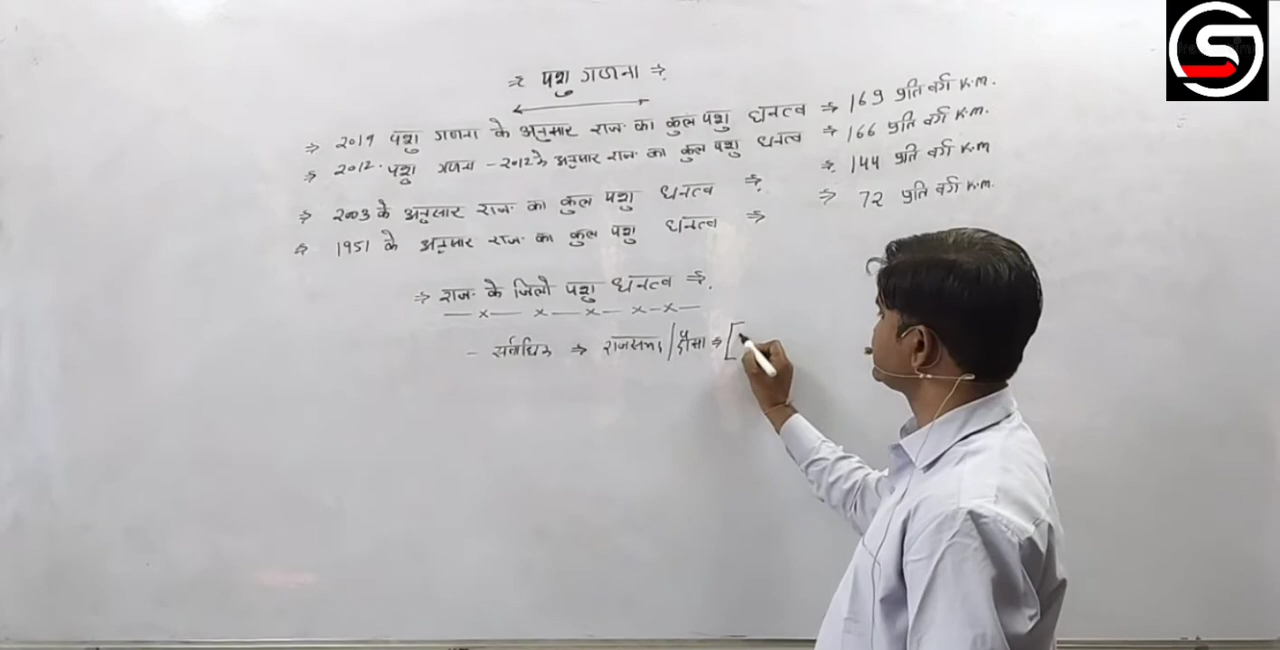 ⇒ पशु गणना ⇒
⇒ 2019 पशु गणना के अनुसार राज. का कुल पशु घनत्व ⇒ 169 प्रति वर्ग K.m.
⇒ 2012. पशु गणना - 2012 के अनुसार राज. का कुल पशु घनत्व ⇒ 166 प्रति वर्ग K.m.
⇒ 2003 के अनुसार राज. का कुल पशु घनत्व ⇒ ⇒ 144 प्रति वर्ग K.m
⇒ 1951 के अनुसार राज. का कुल पशु घनत्व ⇒ ⇒ 72 प्रति वर्ग K.m.
⇒ राज. के जिलो पशु घनत्व ⇒.
— x — x — x — x - x —
- सर्वाधिक ⇒ राजसमन्द / दौसा ⇒ [
S